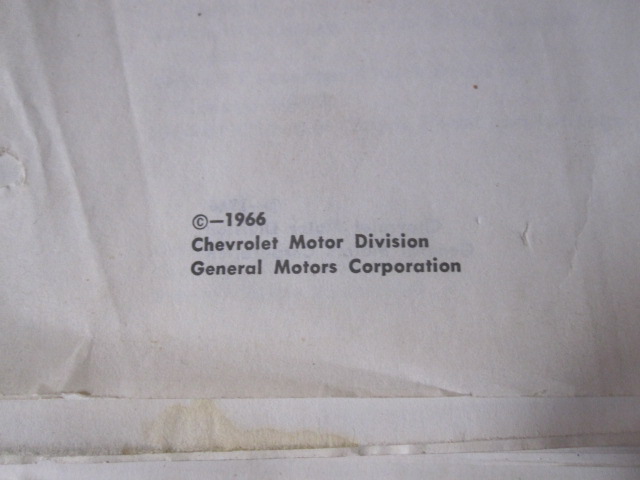 ©—1966
Chevrolet Motor Division
General Motors Corporation